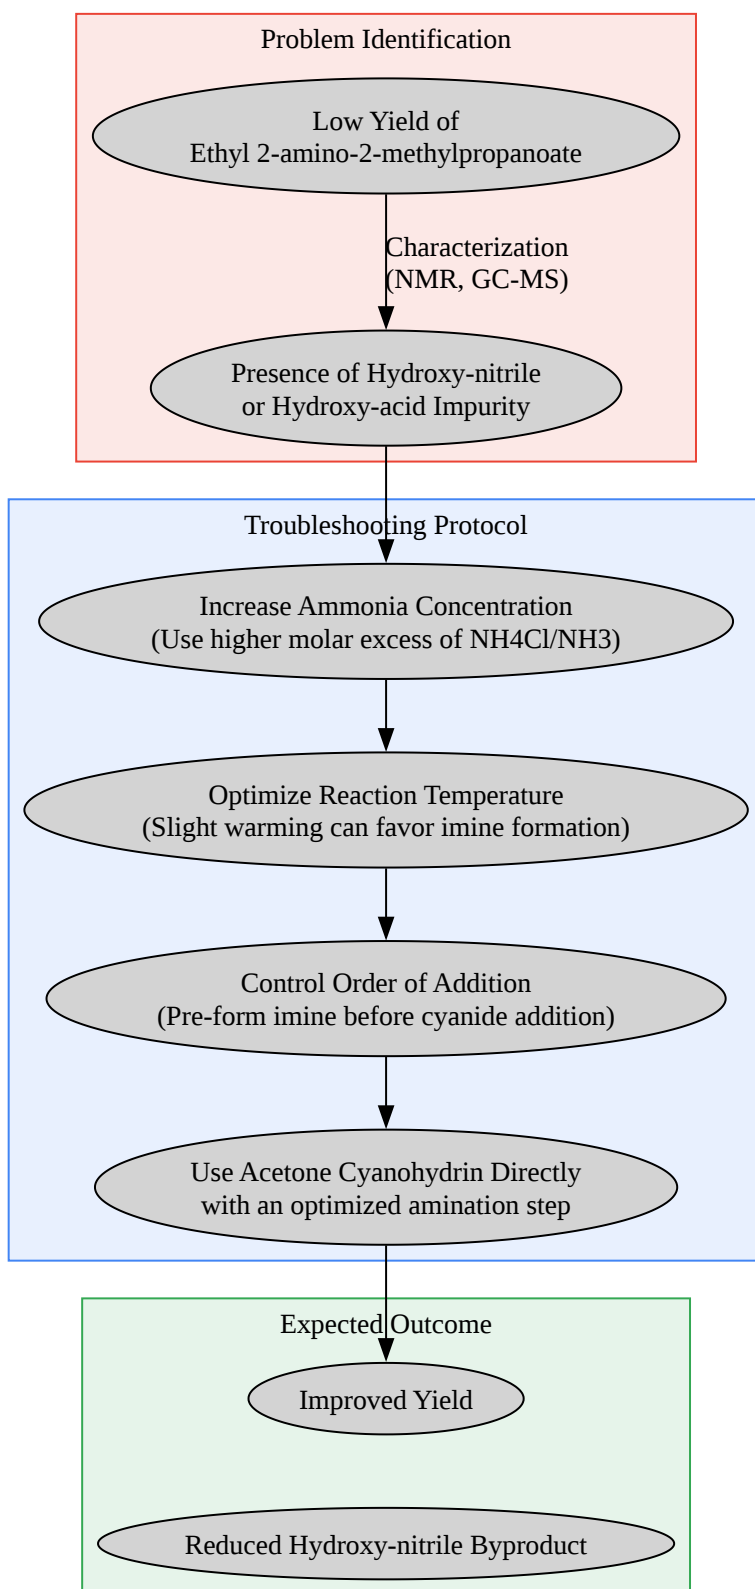 Problem Identification
Low Yield of
Ethyl 2-amino-2-methylpropanoate
Characterization
(NMR, GC-MS)
Presence of Hydroxy-nitrile
or Hydroxy-acid Impurity
Troubleshooting Protocol
Increase Ammonia Concentration
(Use higher molar excess of NH4Cl/NH3)
Optimize Reaction Temperature
(Slight warming can favor imine formation)
Control Order of Addition
(Pre-form imine before cyanide addition)
Use Acetone Cyanohydrin Directly
with an optimized amination step
Expected Outcome
Improved Yield
Reduced Hydroxy-nitrile Byproduct